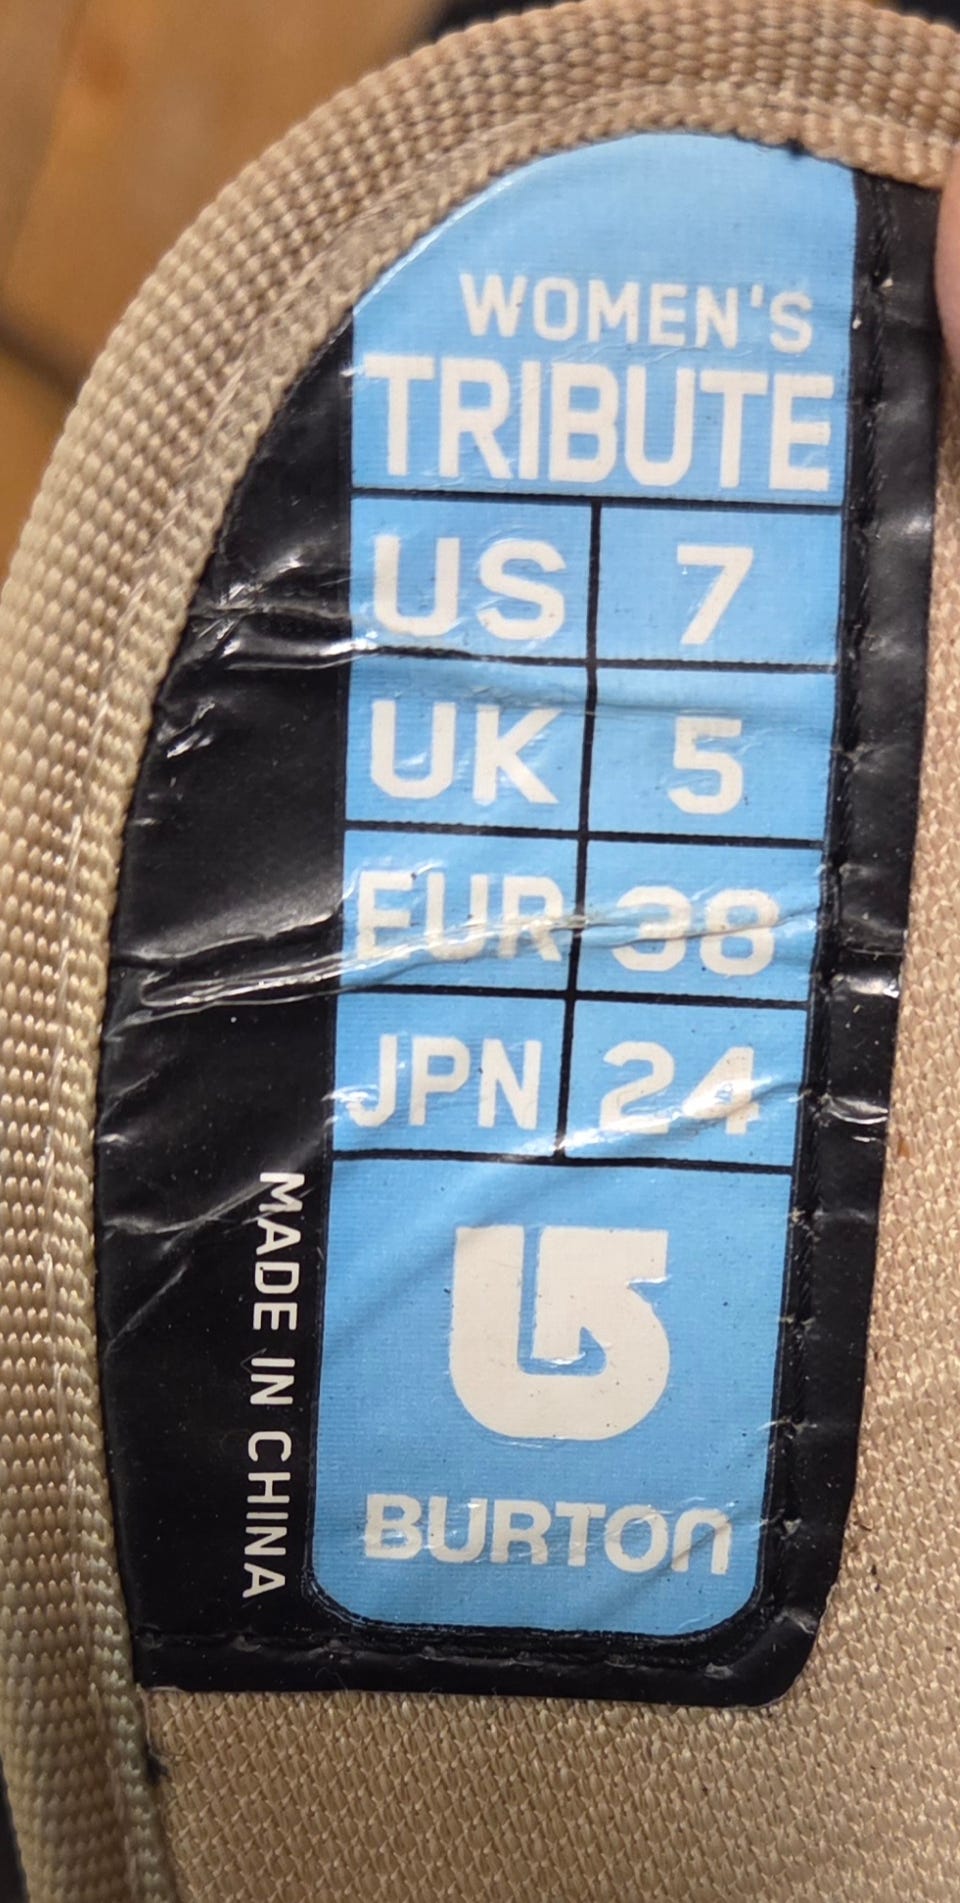 WOMEN'S
TRIBUTE
US 7
UK 5
EUR 38
JPN 24
BURTON
MADE IN CHINA